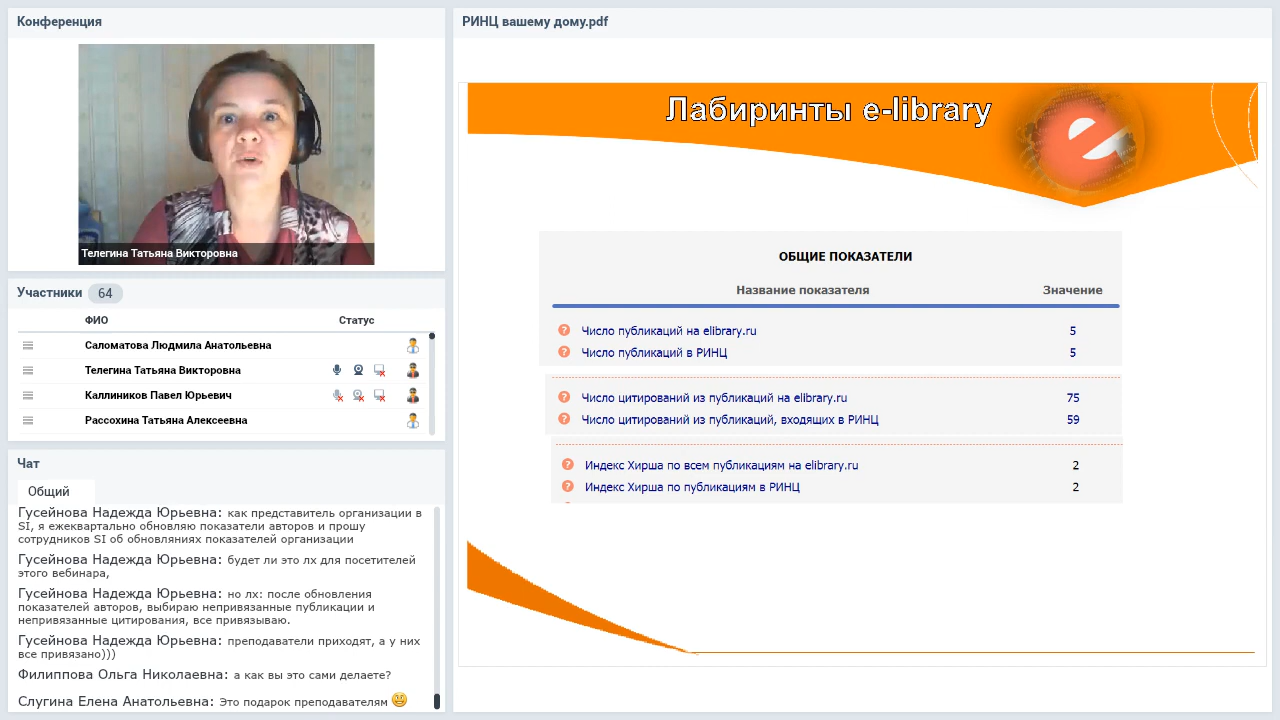 Конференция
Телегина Татьяна Викторовна
Участники 64
ФИО Статус
Саломатова Людмила Анатольевна
Телегина Татьяна Викторовна
Каллиников Павел Юрьевич
Рассохина Татьяна Алексеевна
Чат
Общий
Гусейнова Надежда Юрьевна: как представитель организации в
SI, я ежеквартально обновляю показатели авторов и прошу
сотрудников SI об обновляниях показателей организации
Гусейнова Надежда Юрьевна: будет ли это лх для посетителей
этого вебинара,
Гусейнова Надежда Юрьевна: но лх: после обновления
показателей авторов, выбираю непривязанные публикации и
непривязанные цитирования, все привязываю.
Гусейнова Надежда Юрьевна: преподаватели приходят, а у них
все привязано)))
Филиппова Ольга Николаевна: а как вы это сами делаете?
Слугина Елена Анатольевна: Это подарок преподавателям
РИНЦ вашему дому.pdf
Лабиринты e-library
ОБЩИЕ ПОКАЗАТЕЛИ
Название показателя Значение
Число публикаций на elibrary.ru 5
Число публикаций в РИНЦ 5
Число цитирований из публикаций на elibrary.ru 75
Число цитирований из публикаций, входящих в РИНЦ 59
Индекс Хирша по всем публикациям на elibrary.ru 2
Индекс Хирша по публикациям в РИНЦ 2